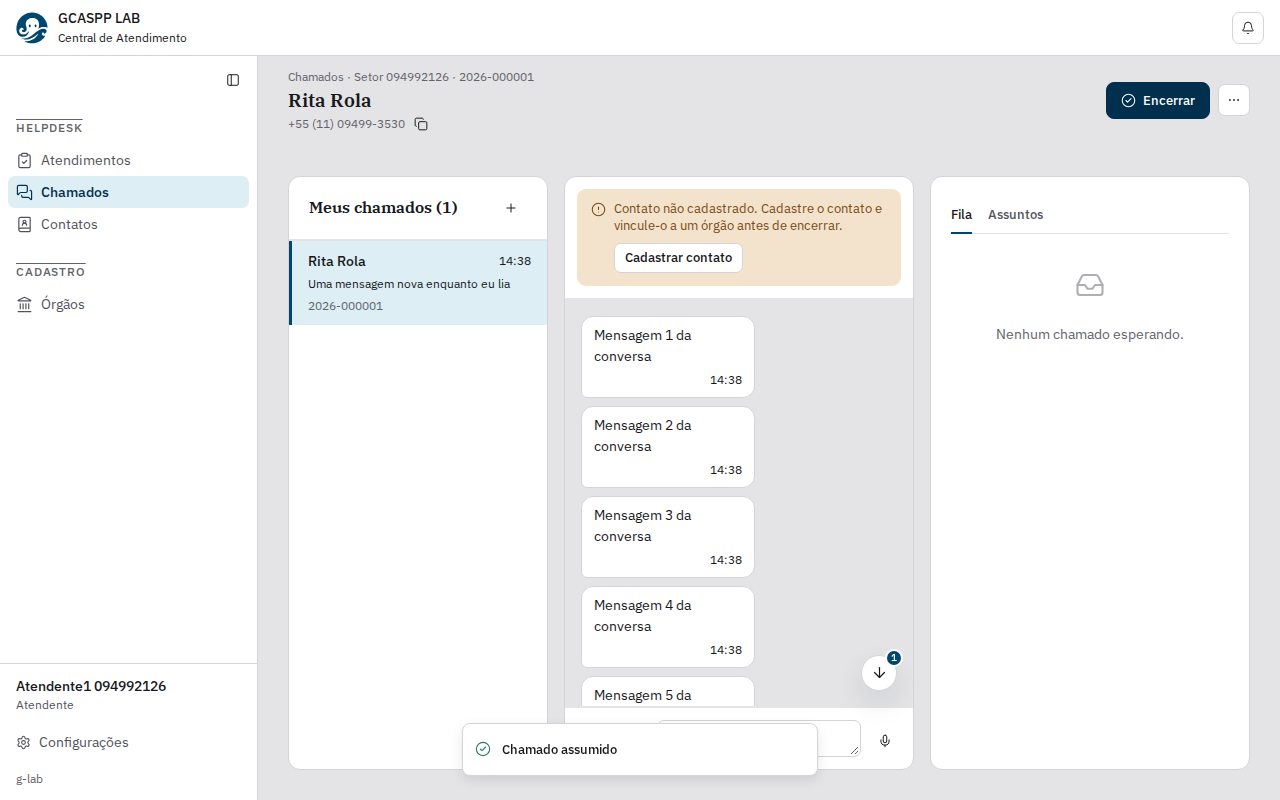 GCASPP LAB
Central de Atendimento
HELPDESK
Atendimentos
Chamados
Contatos
CADASTRO
Órgãos
Atendente1 094992126
Atendente
Configurações
g-lab
Chamados · Setor 094992126 · 2026-000001
Rita Rola
+55 (11) 09499-3530
Encerrar
Meus chamados (1)
Rita Rola 14:38
Uma mensagem nova enquanto eu lia
2026-000001
Contato não cadastrado. Cadastre o contato e
vincule-o a um órgão antes de encerrar.
Cadastrar contato
Mensagem 1 da
conversa
14:38
Mensagem 2 da
conversa
14:38
Mensagem 3 da
conversa
14:38
Mensagem 4 da
conversa
14:38
Mensagem 5 da
1
Chamado assumido
Fila Assuntos
Nenhum chamado esperando.